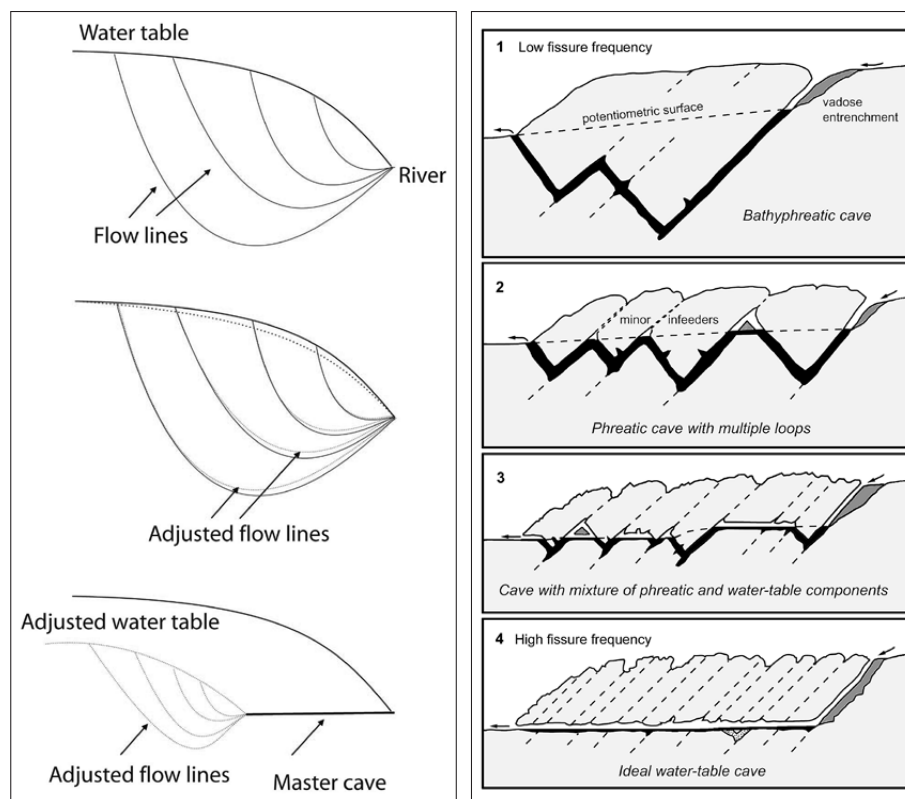 Water table
River
Flow lines
Adjusted flow lines
Adjusted water table
Adjusted flow lines
Master cave
1 Low fissure frequency
potentiometric surface
vadose
entrenchment
Bathyphreatic cave
2
minor infeeders
Phreatic cave with multiple loops
3
Cave with mixture of phreatic and water-table components
4 High fissure frequency
Ideal water-table cave